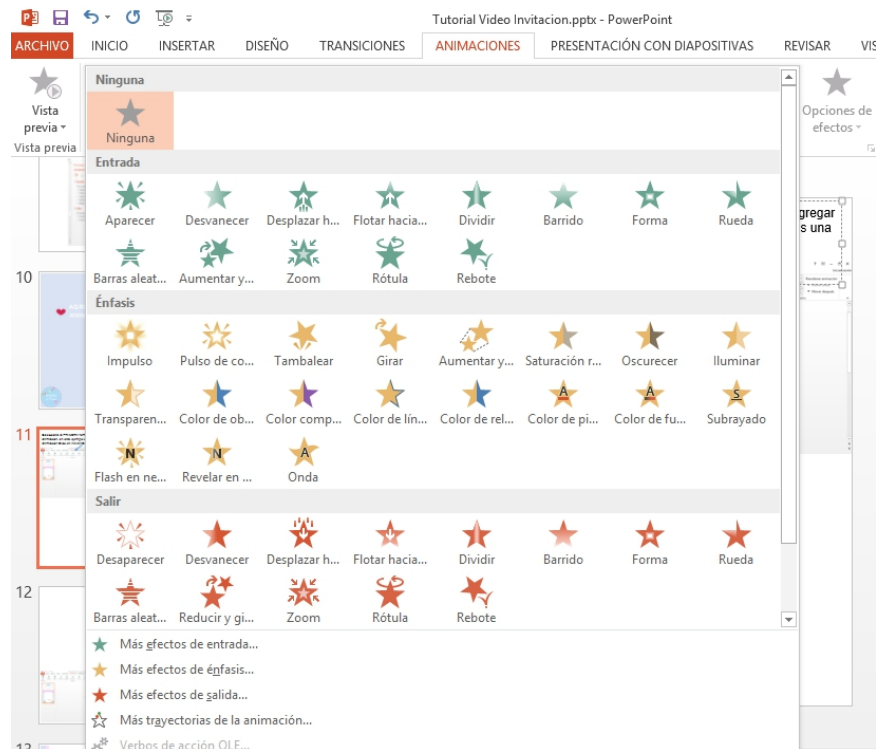 Tutorial Video Invitacion.pptx - PowerPoint
ARCHIVO INICIO INSERTAR DISEÑO TRANSICIONES ANIMACIONES PRESENTACIÓN CON DIAPOSITIVAS REVISAR VIS
Vista previa
Vista previa
Opciones de efectos
Ninguna
Ninguna
Entrada
Aparecer Desvanecer Desplazar h... Flotar hacia... Dividir Barrido Forma Rueda
Barras aleat... Aumentar y... Zoom Rótula Rebote
Énfasis
Impulso Pulso de co... Tambalear Girar Aumentar y... Saturación r... Oscurecer Iluminar
Transparen... Color de ob... Color comp... Color de lín... Color de rel... Color de pi... Color de fu... Subrayado
Flash en ne... Revelar en ... Onda
Salir
Desaparecer Desvanecer Desplazar h... Flotar hacia... Dividir Barrido Forma Rueda
Barras aleat... Reducir y gi... Zoom Rótula Rebote
Más efectos de entrada...
Más efectos de énfasis...
Más efectos de salida...
Más trayectorias de la animación...
Verbos de acción OLE...
10
11
12
13
gregar
s una